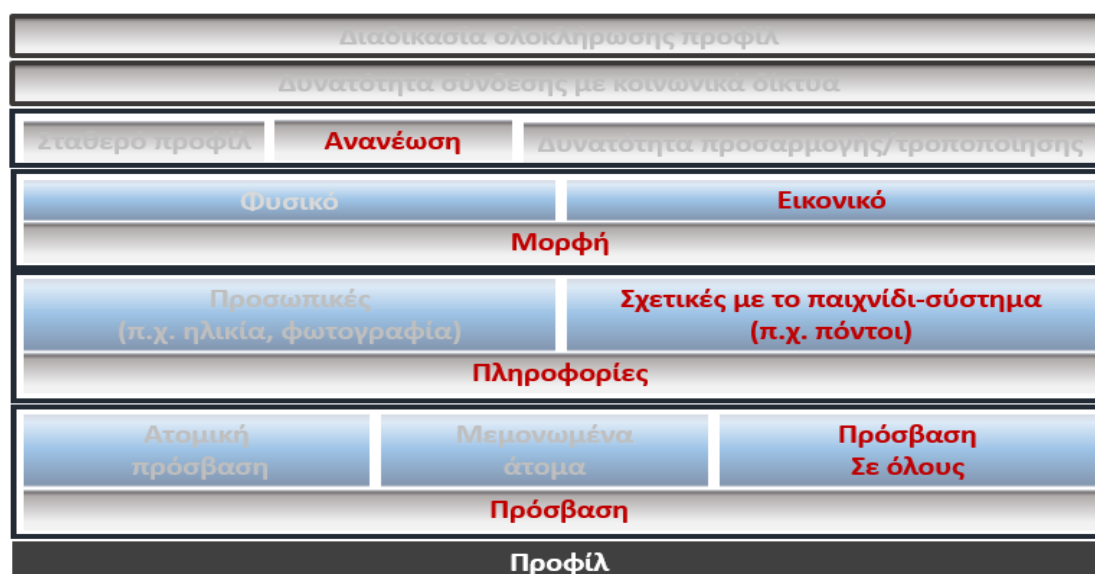 Διαδικασία ολοκλήρωσης προφίλ
Δυνατότητα σύνδεσης με κοινωνικά δίκτυα
Σταθερό προφίλ
Ανανέωση
Δυνατότητα προσαρμογής/τροποποίησης
Φυσικό
Εικονικό
Μορφή
Προσωπικές
(π.χ. ηλικία, φωτογραφία)
Σχετικές με το παιχνίδι-σύστημα
(π.χ. πόντοι)
Πληροφορίες
Ατομική
πρόσβαση
Μεμονωμένα
άτομα
Πρόσβαση
Σε όλους
Πρόσβαση
Προφίλ